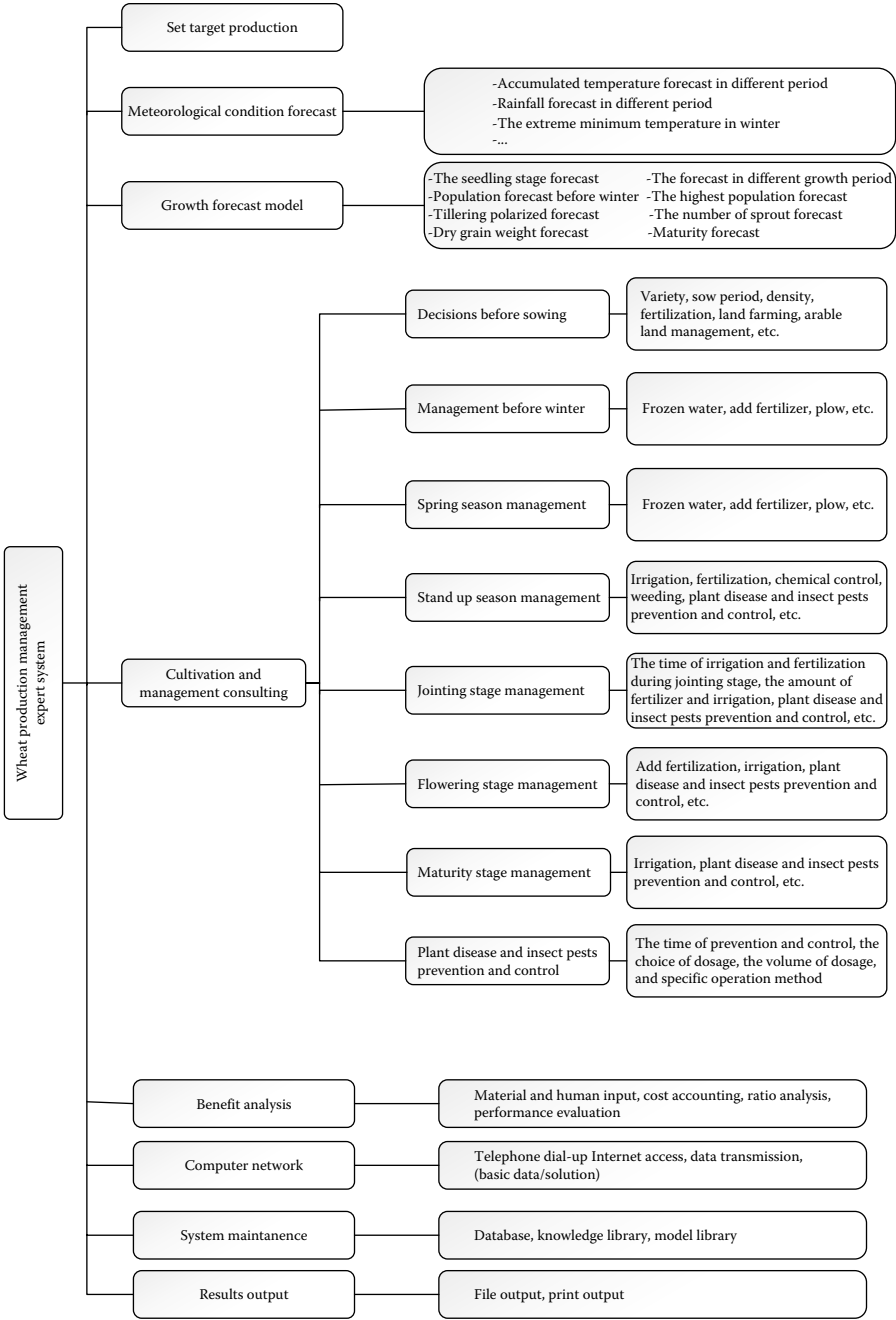 Wheat production management
expert system
Set target production
Meteorological condition forecast
-Accumulated temperature forecast in different period
-Rainfall forecast in different period
-The extreme minimum temperature in winter
-...
Growth forecast model
-The seedling stage forecast
-Population forecast before winter
-Tillering polarized forecast
-Dry grain weight forecast
-The forecast in different growth period
-The highest population forecast
-The number of sprout forecast
-Maturity forecast
Cultivation and
management consulting
Decisions before sowing
Variety, sow period, density,
fertilization, land farming, arable
land management, etc.
Management before winter
Frozen water, add fertilizer, plow, etc.
Spring season management
Frozen water, add fertilizer, plow, etc.
Stand up season management
Irrigation, fertilization, chemical control,
weeding, plant disease and insect pests
prevention and control, etc.
Jointing stage management
The time of irrigation and fertilization
during jointing stage, the amount of
fertilizer and irrigation, plant disease and
insect pests prevention and control, etc.
Flowering stage management
Add fertilization, irrigation, plant
disease and insect pests prevention and
control, etc.
Maturity stage management
Irrigation, plant disease and insect pests
prevention and control, etc.
Plant disease and insect pests
prevention and control
The time of prevention and control, the
choice of dosage, the volume of dosage,
and specific operation method
Benefit analysis
Material and human input, cost accounting, ratio analysis,
performance evaluation
Computer network
Telephone dial-up Internet access, data transmission,
(basic data/solution)
System maintanence
Database, knowledge library, model library
Results output
File output, print output